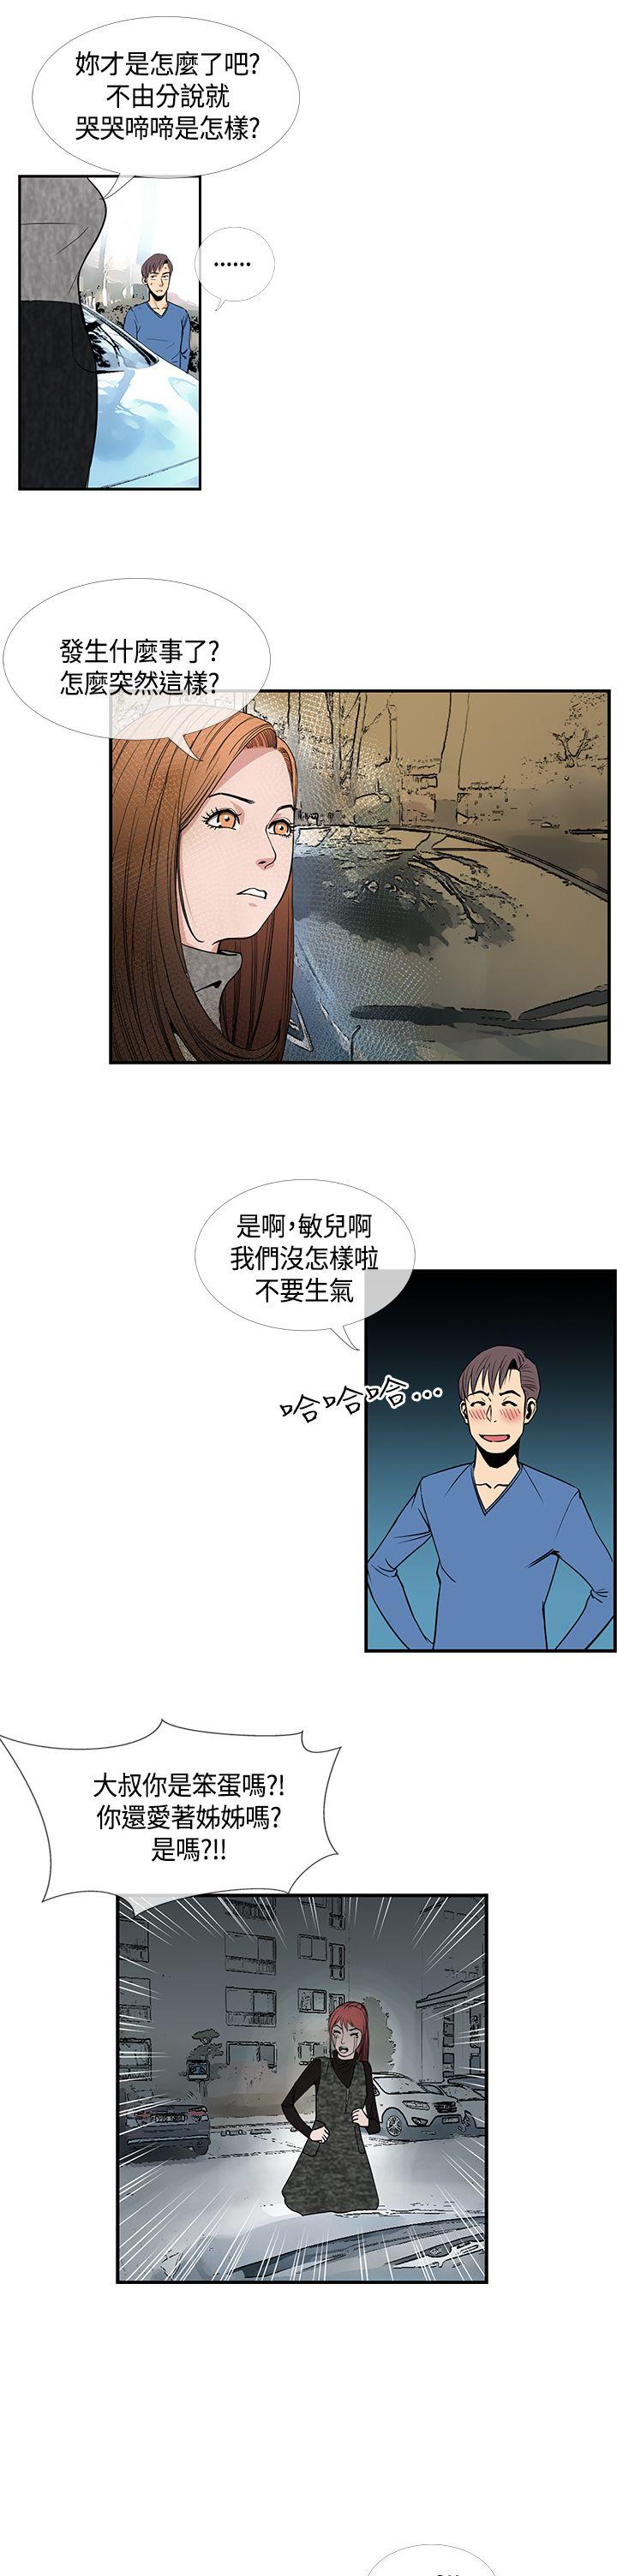 妳才是怎麼了吧?
不由分說就
哭哭啼啼是怎樣?
……
發生什麼事了?
怎麼突然這樣?
是啊,敏兒啊
我們沒怎樣啦
不要生氣
哈哈哈…
大叔你是笨蛋嗎?!
你還愛著姊姊嗎?
是嗎?!!